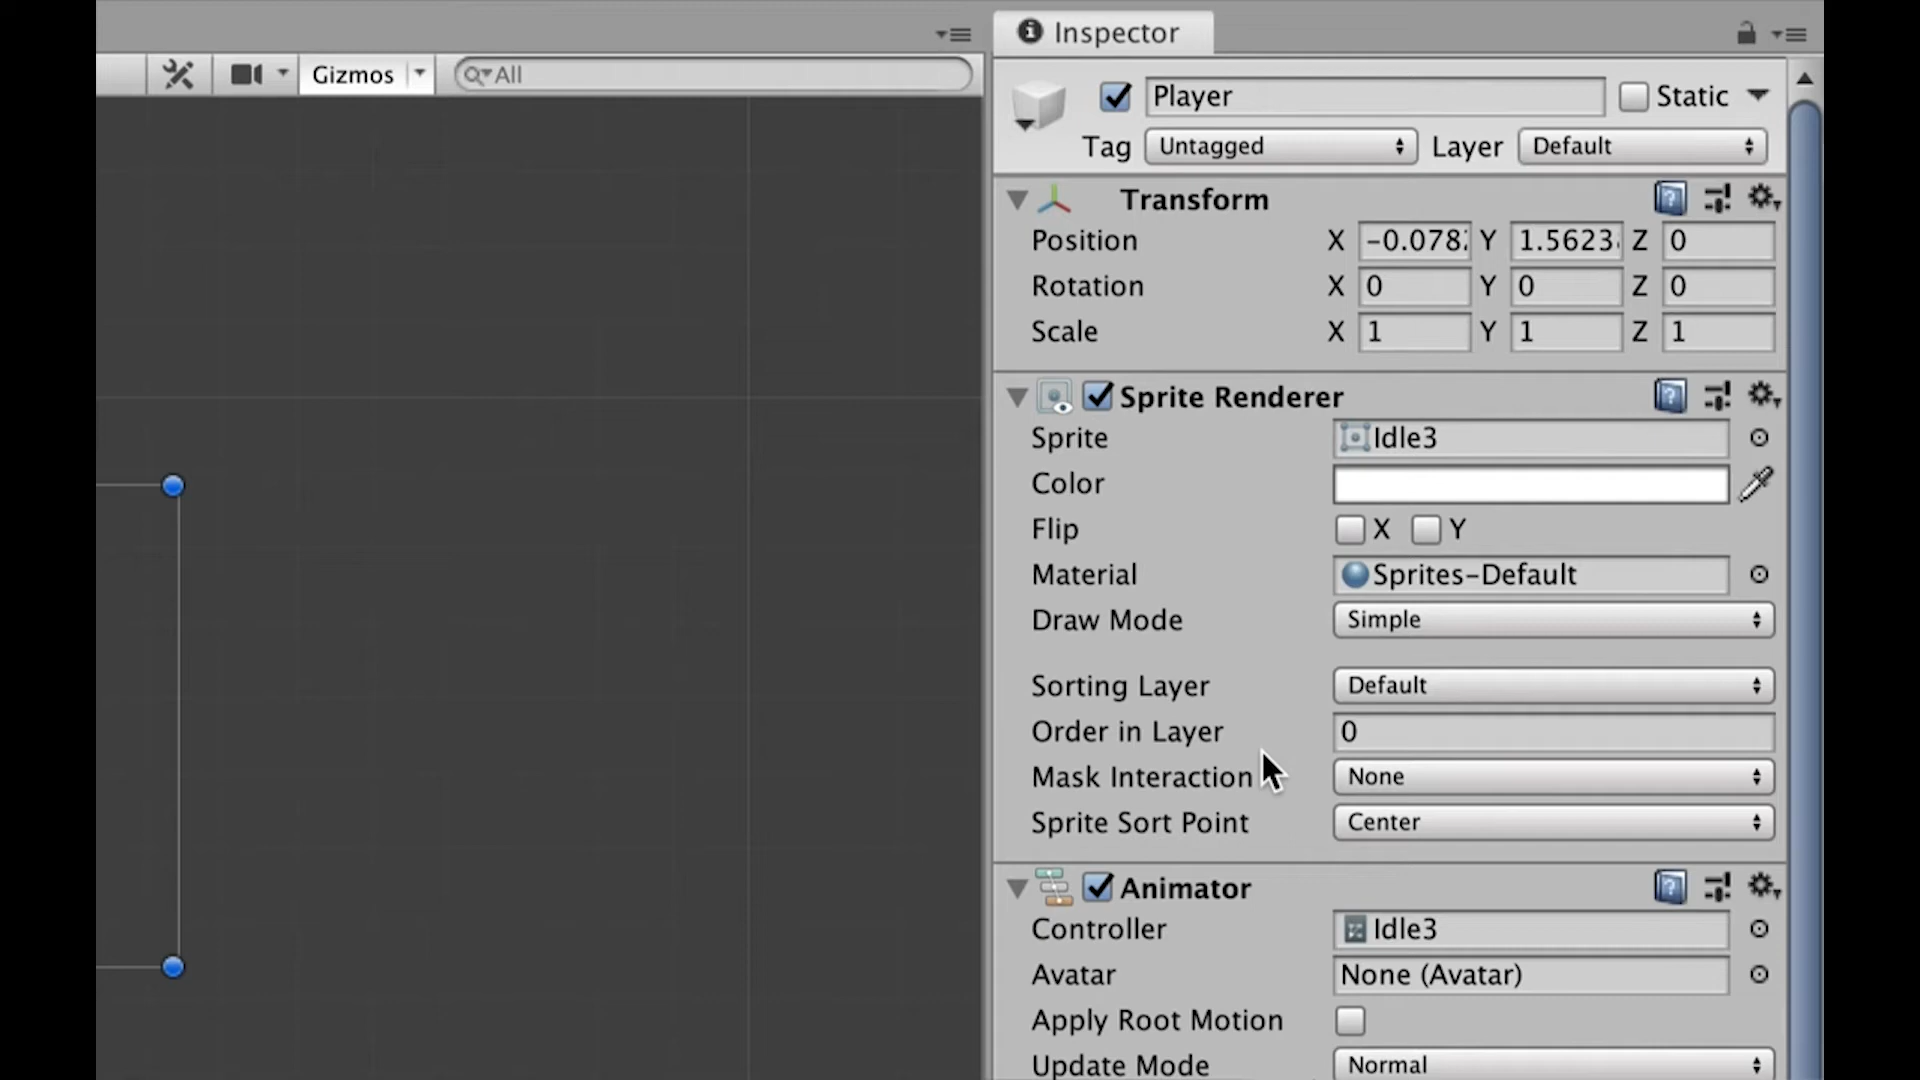 Inspector
Gizmos All
Player Static
Tag Untagged Layer Default
Transform
Position X -0.078 Y 1.5623 Z 0
Rotation X 0 Y 0 Z 0
Scale X 1 Y 1 Z 1
Sprite Renderer
Sprite Idle3
Color
Flip X Y
Material Sprites-Default
Draw Mode Simple
Sorting Layer Default
Order in Layer 0
Mask Interaction None
Sprite Sort Point Center
Animator
Controller Idle3
Avatar None (Avatar)
Apply Root Motion
Update Mode Normal